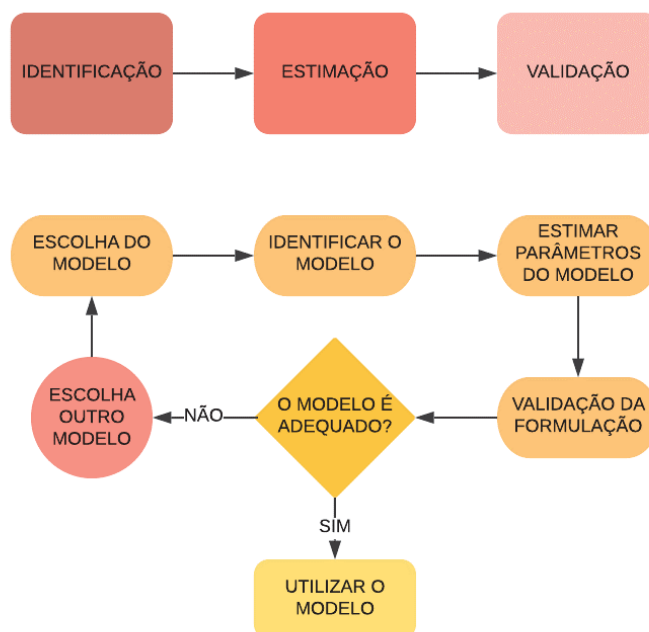 IDENTIFICAÇÃO
ESTIMAÇÃO
VALIDAÇÃO
ESCOLHA DO
MODELO
IDENTIFICAR O
MODELO
ESTIMAR
PARÂMETROS
DO MODELO
ESCOLHA
OUTRO
MODELO
NÃO
O MODELO É
ADEQUADO?
VALIDAÇÃO DA
FORMULAÇÃO
SIM
UTILIZAR O
MODELO